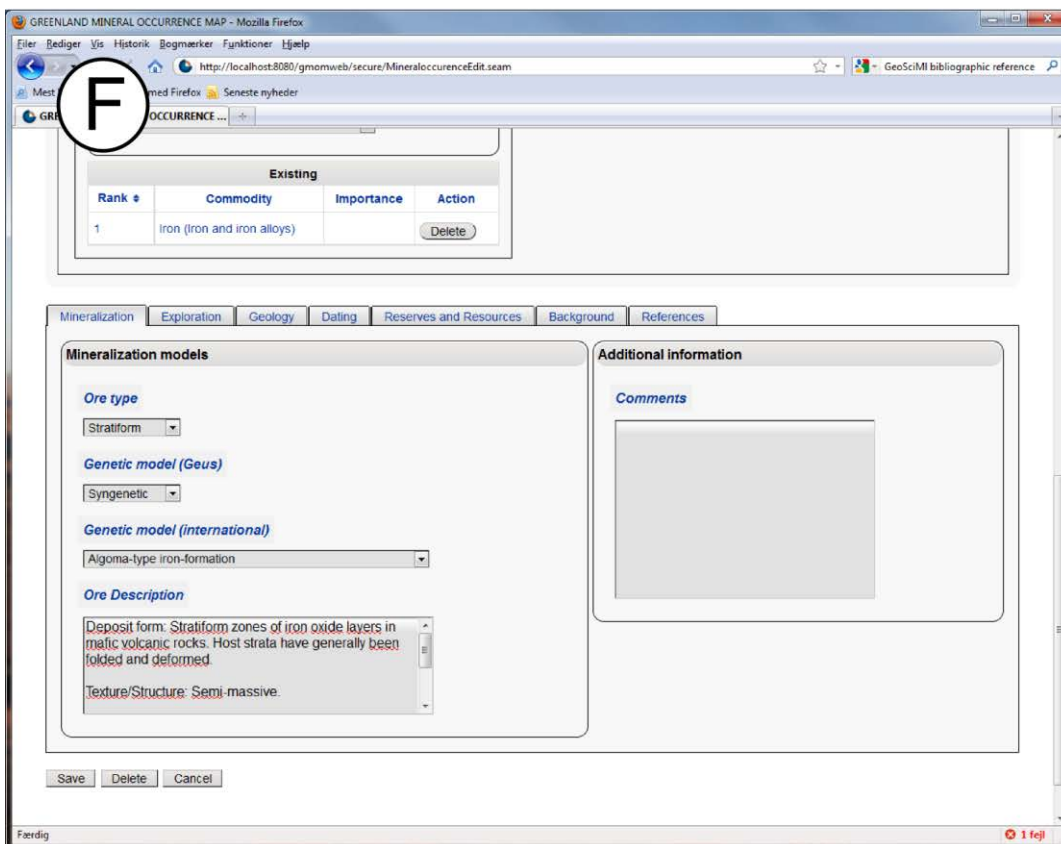 GREENLAND MINERAL OCCURRENCE MAP - Mozilla Firefox
Filer Rediger Vis Historik Bogmærker Funktioner Hjælp
http://localhost:8080/gmomweb/secure/MineraloccurenceEdit.seam
GeoSciMl bibliographic reference
Mest med Firefox Seneste nyheder
F
GRE OCCURRENCE ...
Existing
Rank Commodity Importance Action
1 Iron (Iron and iron alloys) Delete
Mineralization Exploration Geology Dating Reserves and Resources Background References
Mineralization models
Additional information
Ore type
Comments
Stratiform
Genetic model (Geus)
Syngenetic
Genetic model (international)
Algoma-type iron-formation
Ore Description
Deposit form: Stratiform zones of iron oxide layers in
mafic volcanic rocks. Host strata have generally been
folded and deformed.
Texture/Structure: Semi-massive.
Save Delete Cancel
Færdig
1 fejl